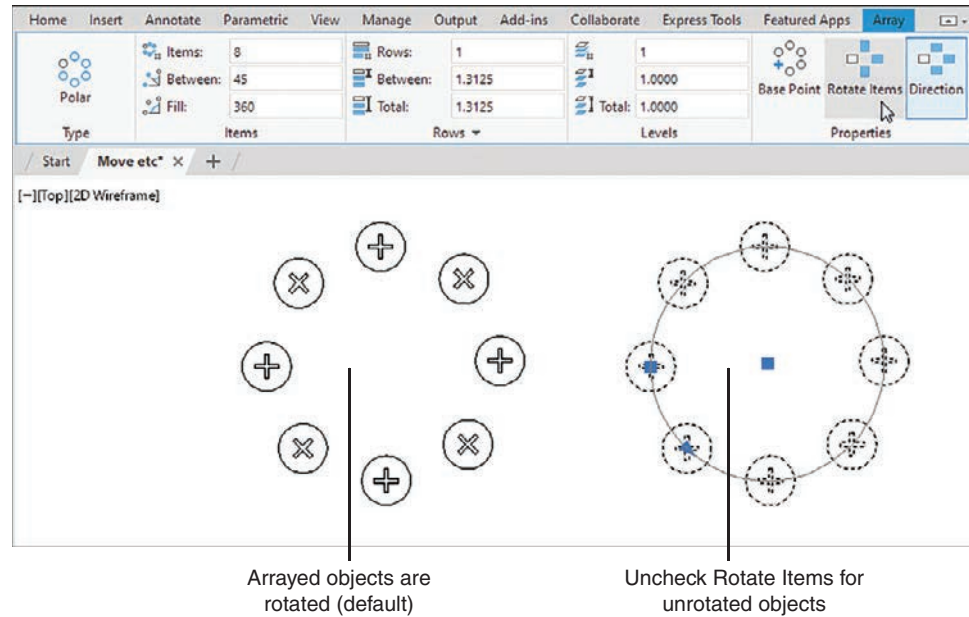 Home Insert Annotate Parametric View Manage Output Add-ins Collaborate Express Tools Featured Apps Array
Items: 8 Rows: 1 1
Between: 45 Between: 1.3125 1.0000
Fill: 360 Total: 1.3125 Total: 1.0000
Polar Base Point Rotate Items Direction
Type Items Rows Levels Properties
Start Move etc*
[−][Top][2D Wireframe]
Arrayed objects are
rotated (default)
Uncheck Rotate Items for
unrotated objects